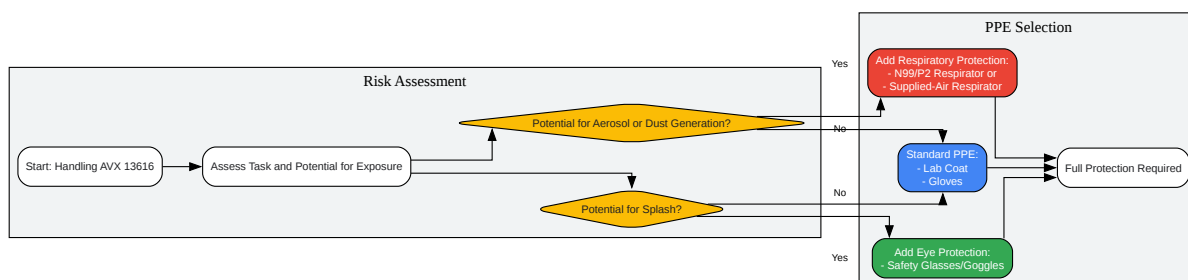 PPE Selection
Risk Assessment
Yes
Add Respiratory Protection:
- N99/P2 Respirator or
- Supplied-Air Respirator
Potential for Aerosol or Dust Generation?
No
Start: Handling AVX 13616
Assess Task and Potential for Exposure
Standard PPE:
- Lab Coat
- Gloves
Full Protection Required
No
Potential for Splash?
Yes
Add Eye Protection:
- Safety Glasses/Goggles